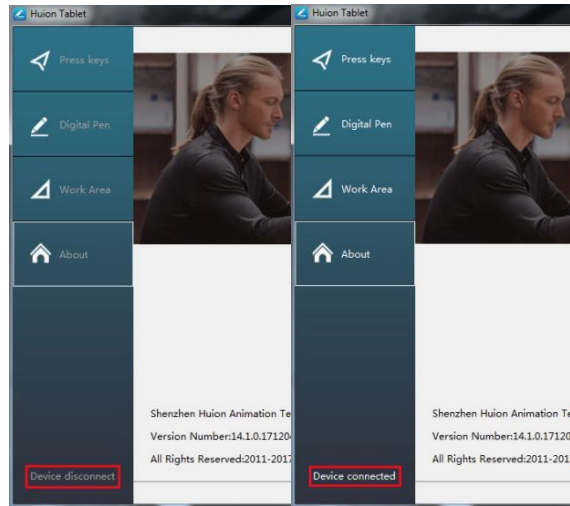 Huion Tablet
Press keys
Digital Pen
Work Area
About
Shenzhen Huion Animation Te
Version Number:14.1.0.17120
All Rights Reserved:2011-2017
Device disconnect
Huion Tablet
Press keys
Digital Pen
Work Area
About
Shenzhen Huion Animation Te
Version Number:14.1.0.17120
All Rights Reserved:2011-201
Device connected